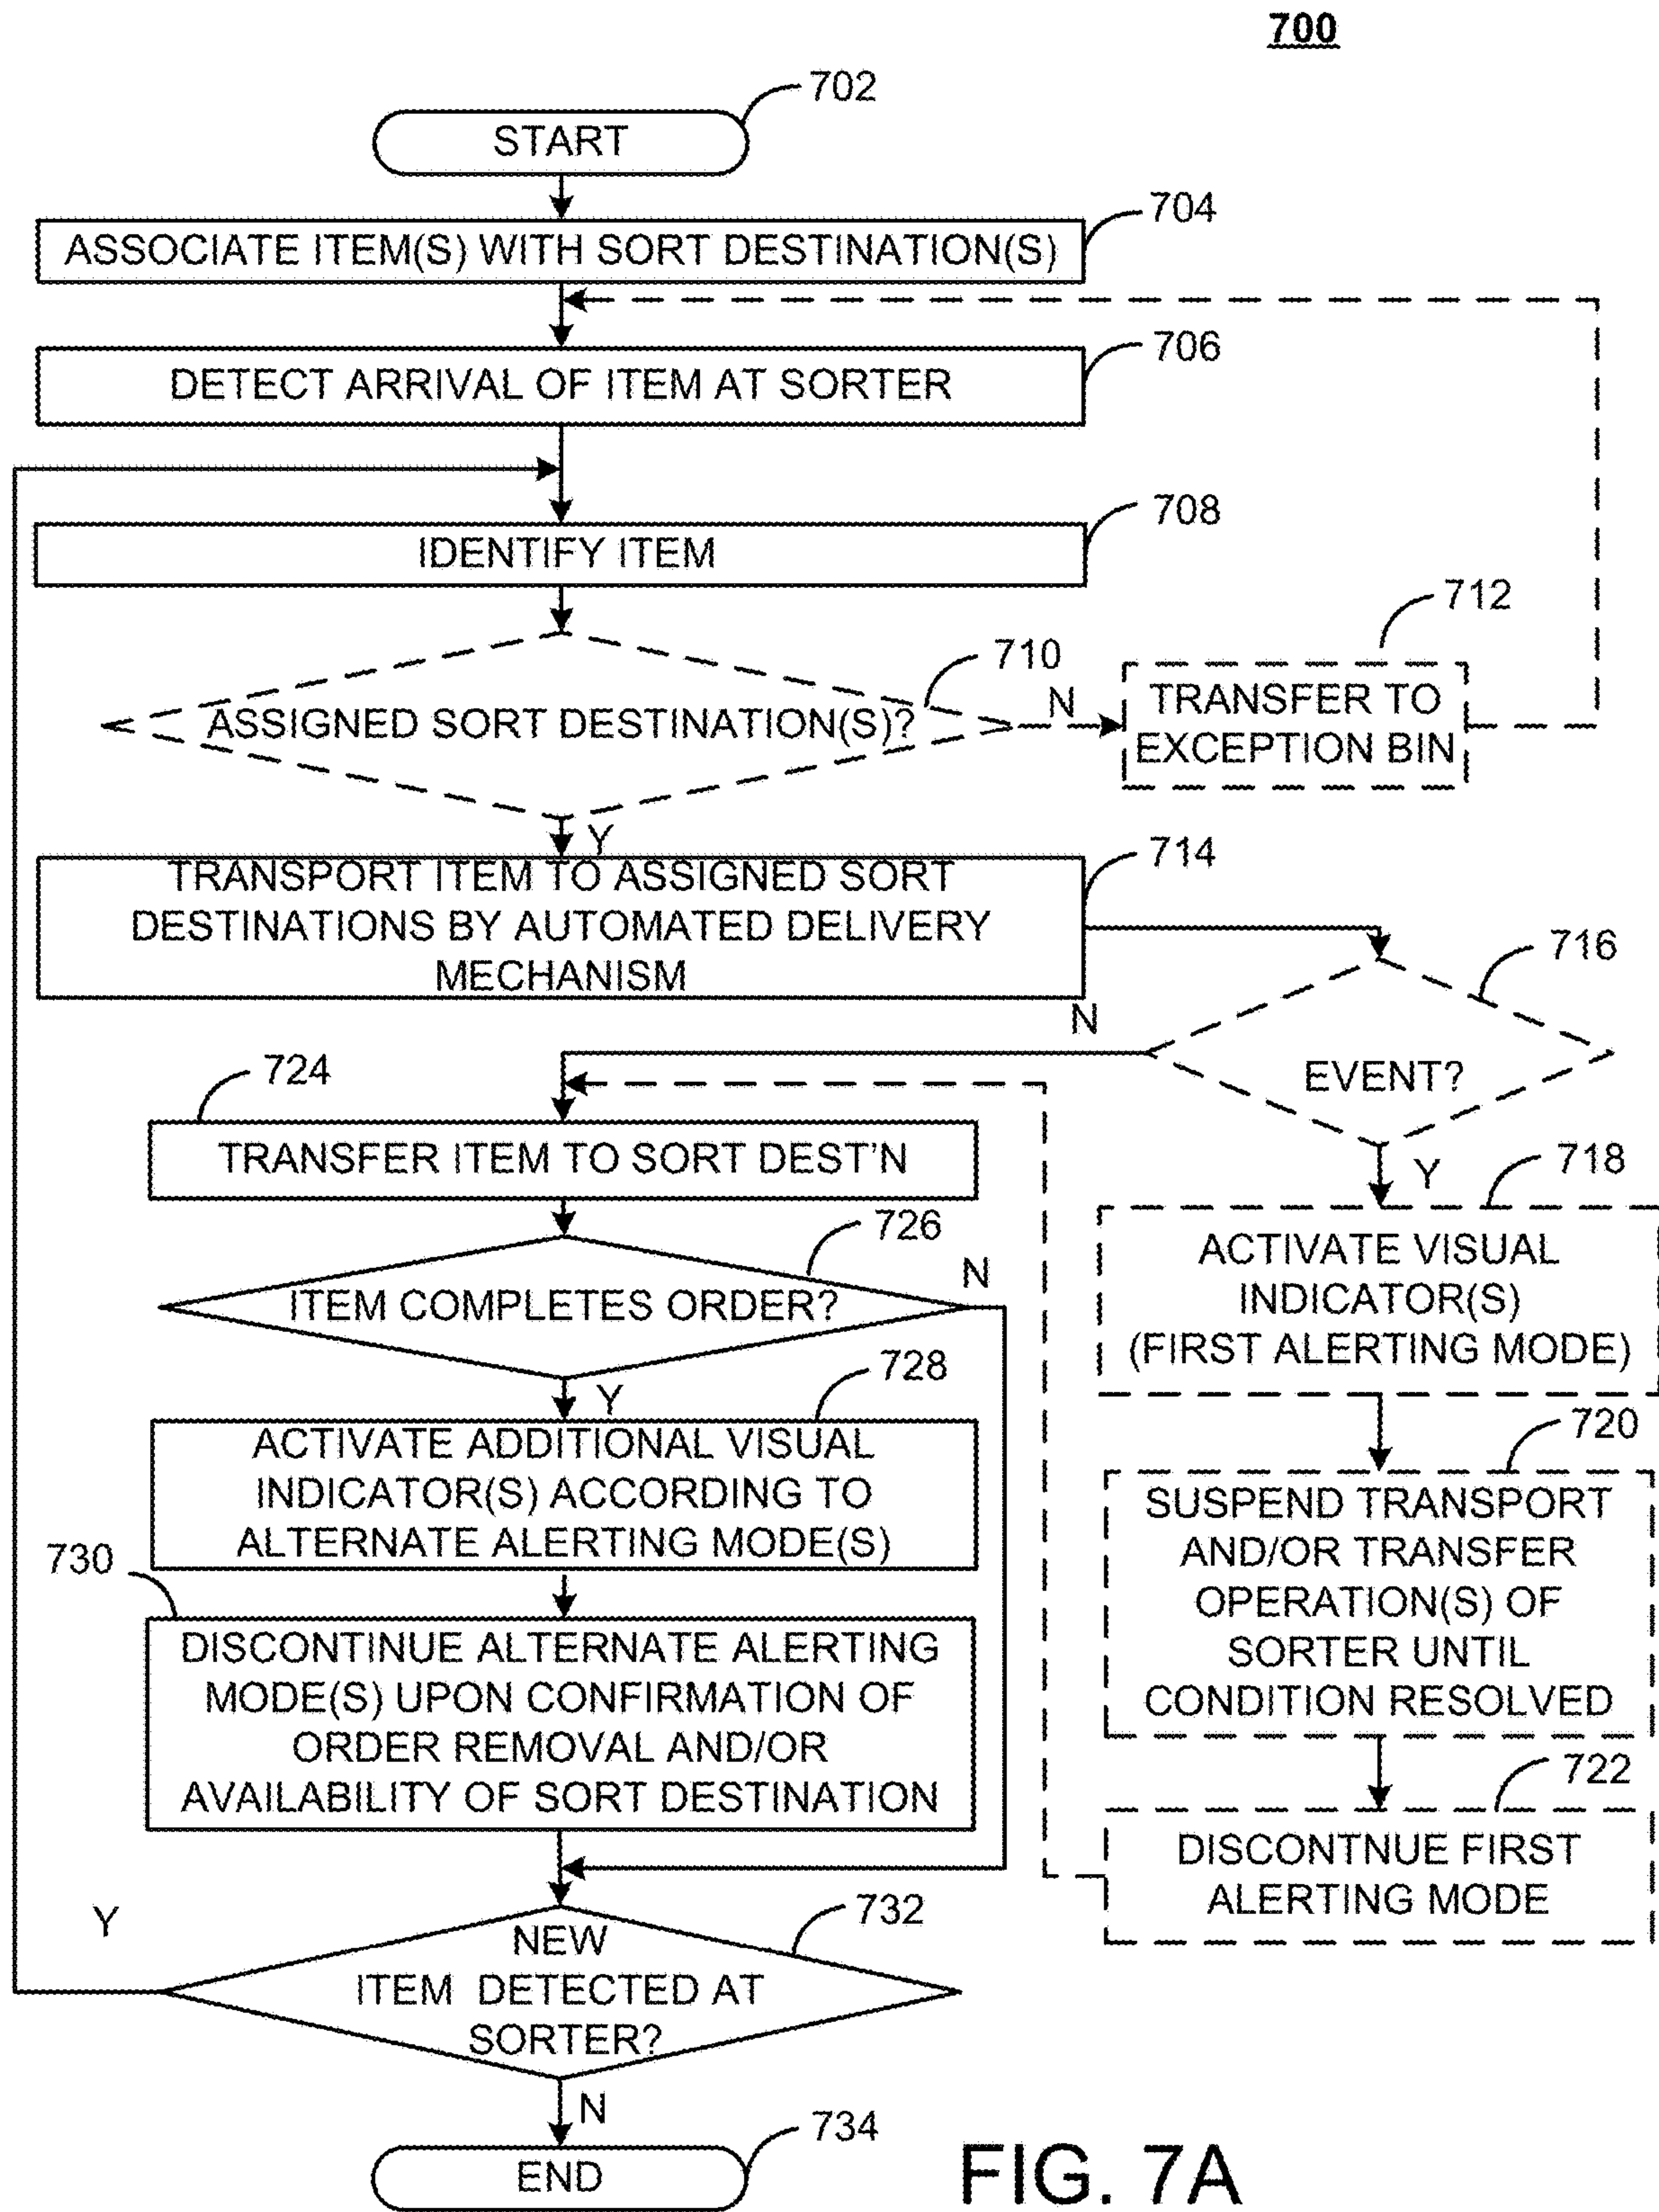 700
702
START
704
ASSOCIATE ITEM(S) WITH SORT DESTINATION(S)
706
DETECT ARRIVAL OF ITEM AT SORTER
708
IDENTIFY ITEM
710
ASSIGNED SORT DESTINATION(S)?
N
712
TRANSFER TO
EXCEPTION BIN
Y
714
TRANSPORT ITEM TO ASSIGNED SORT
DESTINATIONS BY AUTOMATED DELIVERY
MECHANISM
716
EVENT?
N
Y
718
ACTIVATE VISUAL
INDICATOR(S)
(FIRST ALERTING MODE)
720
SUSPEND TRANSPORT
AND/OR TRANSFER
OPERATION(S) OF
SORTER UNTIL
CONDITION RESOLVED
722
DISCONTNUE FIRST
ALERTING MODE
724
TRANSFER ITEM TO SORT DEST'N
726
ITEM COMPLETES ORDER?
N
Y
728
ACTIVATE ADDITIONAL VISUAL
INDICATOR(S) ACCORDING TO
ALTERNATE ALERTING MODE(S)
730
DISCONTINUE ALTERNATE ALERTING
MODE(S) UPON CONFIRMATION OF
ORDER REMOVAL AND/OR
AVAILABILITY OF SORT DESTINATION
732
NEW
ITEM DETECTED AT
SORTER?
Y
N
734
END
FIG. 7A